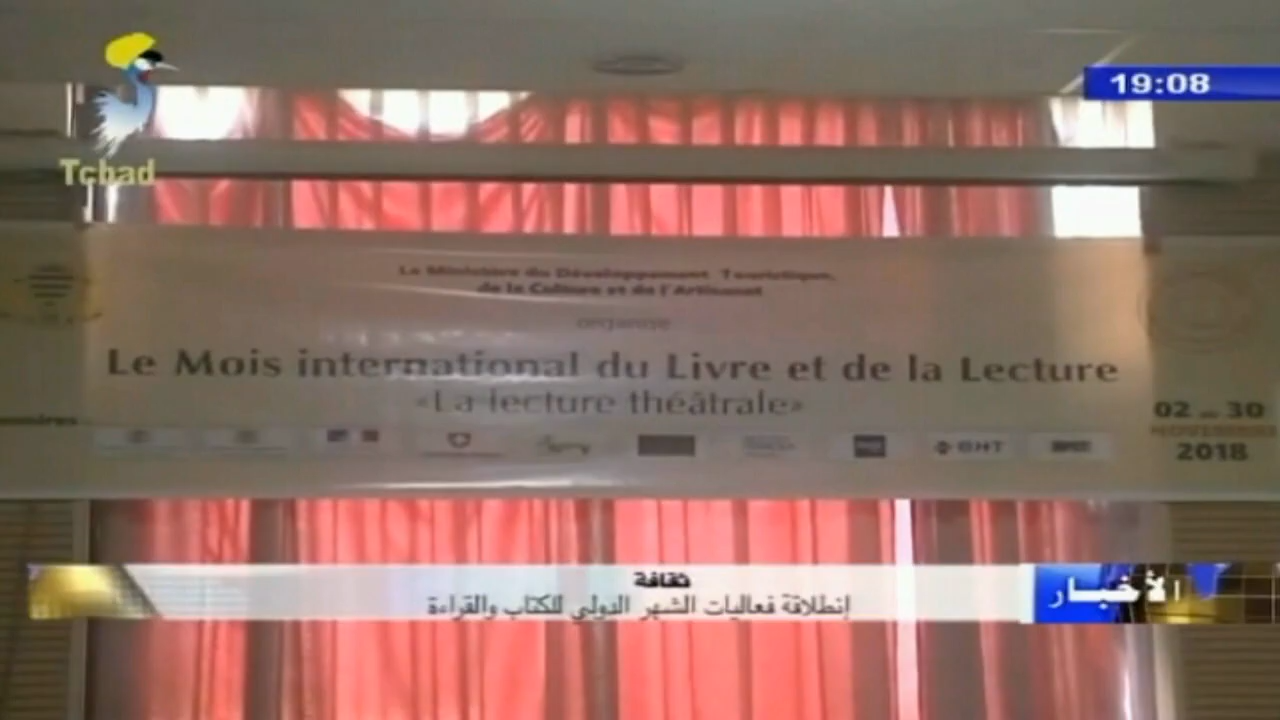 19:08
Tchad
Le Ministère du Développement Touristique,
de la Culture et de l'Artisanat
organise
Le Mois international du Livre et de la Lecture
«La lecture théâtrale»
02 - 30
NOVEMBRE
2018
BHT
ثقافة
إنطلاقة فعاليات الشهر الدولي للكتاب والقراءة
الأخبار